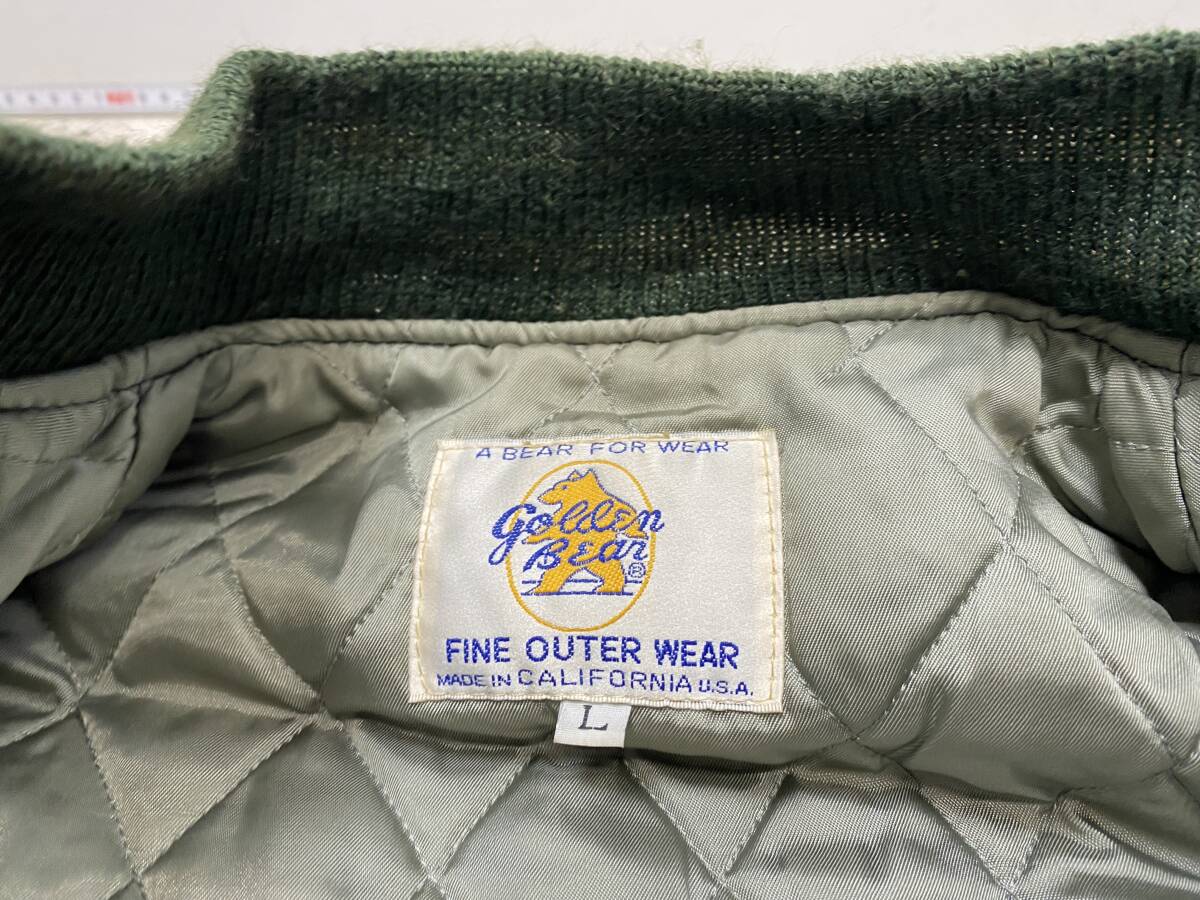 A BEAR FOR WEAR
Golden
Bear
®
FINE OUTER WEAR
MADE IN CALIFORNIA U.S.A.
L